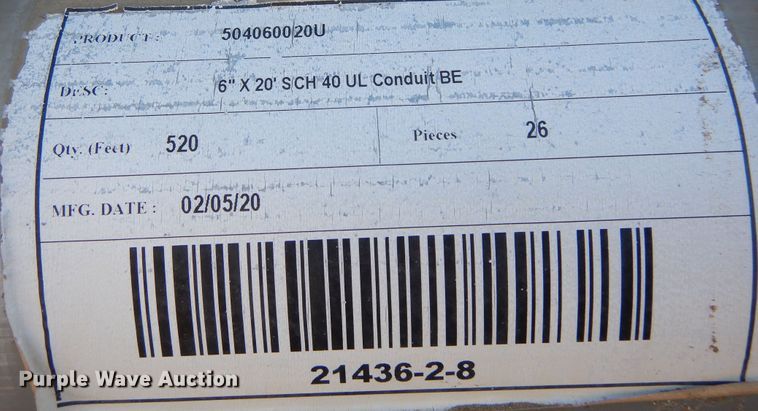 PRODUCT : 504060020U
DESC: 6" X 20' SCH 40 UL Conduit BE
Qty. (Feet) 520 Pieces 26
MFG. DATE : 02/05/20
21436-2-8
Purple Wave Auction